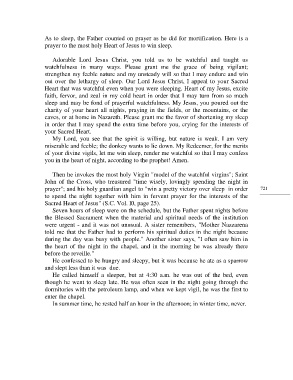 As to sleep, the Father counted on prayer as he did for mortification. Here is a
prayer to the most holy Heart of Jesus to win sleep.
Adorable Lord Jesus Christ, you told us to be watchful and taught us
watchfulness in many ways. Please grant me the grace of being vigilant;
strengthen my feeble nature and my unsteady will so that I may endure and win
out over the lethargy of sleep. Our Lord Jesus Christ, I appeal to your Sacred
Heart that was watchful even when you were sleeping. Heart of my Jesus, excite
faith, fervor, and zeal in my cold heart in order that I may turn from so much
sleep and may be fond of prayerful watchfulness. My Jesus, you poured out the
charity of your heart all nights, praying in the fields, or the mountains, or the
caves, or at home in Nazareth. Please grant me the favor of shortening my sleep
in order that I may spend the extra time before you, crying for the interests of
your Sacred Heart.
My Lord, you see that the spirit is willing, but nature is weak. I am very
miserable and feeble; the donkey wants to lie down. My Redeemer, for the merits
of your divine vigils, let me win sleep, render me watchful so that I may confess
you in the heart of night, according to the prophet! Amen.
Then he invokes the most holy Virgin "model of the watchful virgins"; Saint
John of the Cross, who treasured "time wisely, lovingly spending the night in
prayer"; and his holy guardian angel to "win a pretty victory over sleep in order
to spend the night together with him in fervent prayer for the interests of the
Sacred Heart of Jesus" (S.C. Vol. III, page 25).
721
Seven hours of sleep were on the schedule, but the Father spent nights before
the Blessed Sacrament when the material and spiritual needs of the institution
were urgent - and it was not unusual. A sister remembers, "Mother Nazzarena
told me that the Father had to perform his spiritual duties in the night because
during the day he was busy with people." Another sister says, "I often saw him in
the heart of the night in the chapel, and in the morning he was already there
before the reveille."
He confessed to be hungry and sleepy, but it was because he ate as a sparrow
and slept less than it was due.
He called himself a sleeper, but at 4:30 a.m. he was out of the bed, even
though he went to sleep late. He was often seen in the night going through the
dormitories with the petroleum lamp, and when we kept vigil, he was the first to
enter the chapel.
In summer time, he rested half an hour in the afternoon; in winter time, never.